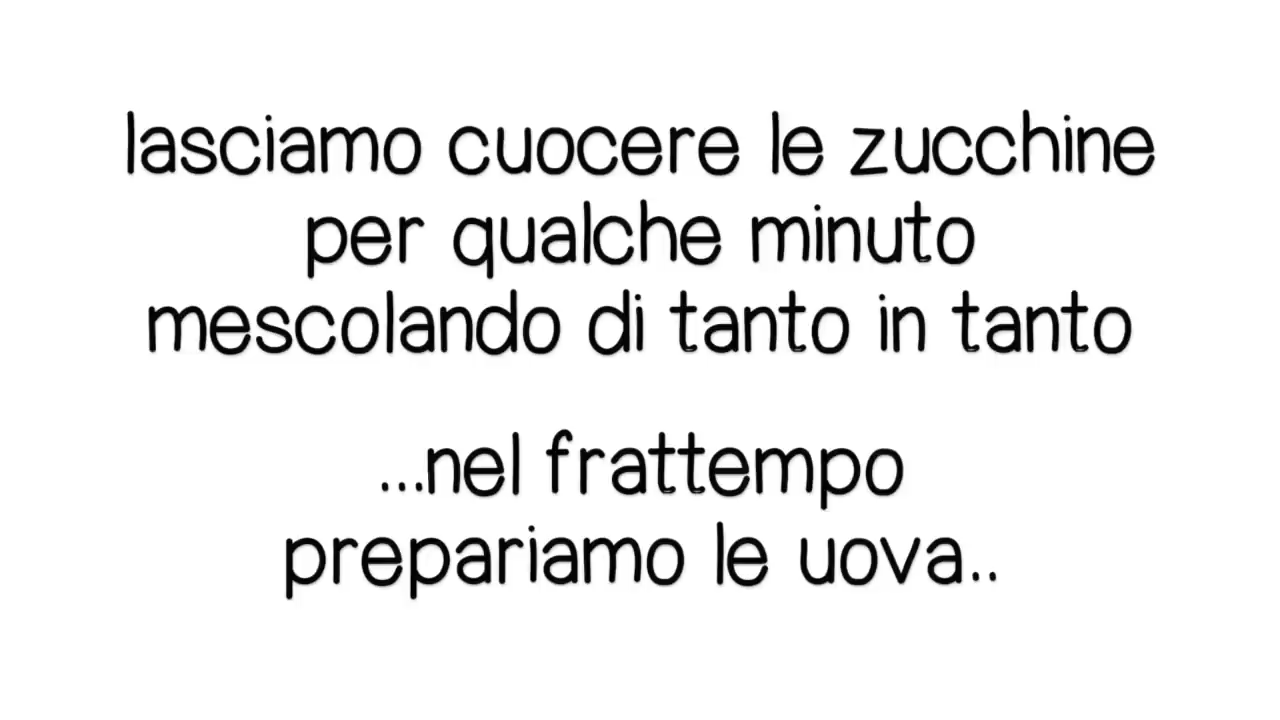 lasciamo cuocere le zucchine
per qualche minuto
mescolando di tanto in tanto
...nel frattempo
prepariamo le uova..